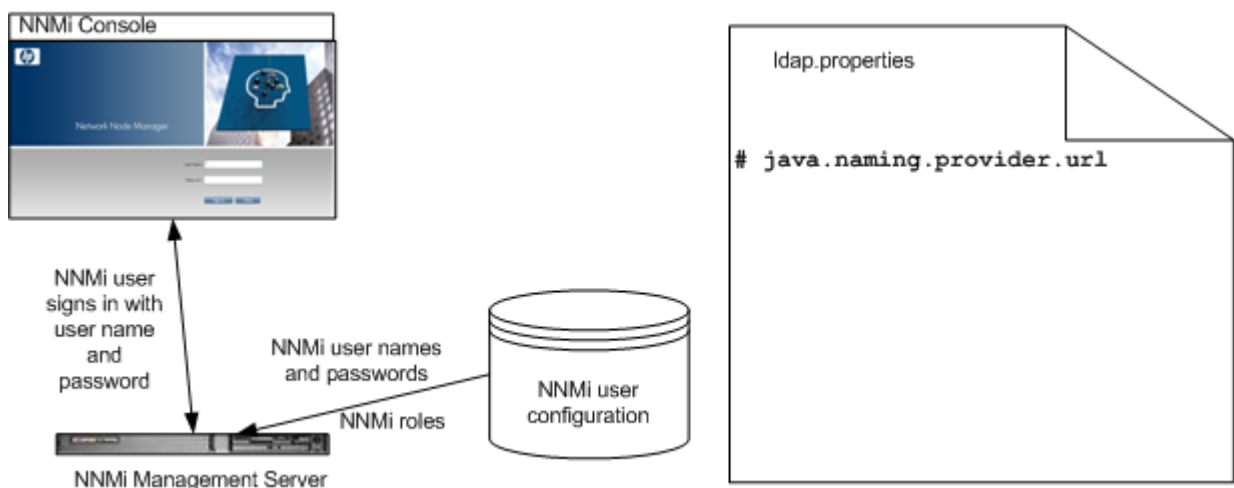 NNMi Console
hp
Network Node Manager
NNMi user
signs in with
user name
and
password
NNMi user names
and passwords
NNMi roles
NNMi user
configuration
NNMi Management Server
ldap.properties
# java.naming.provider.url